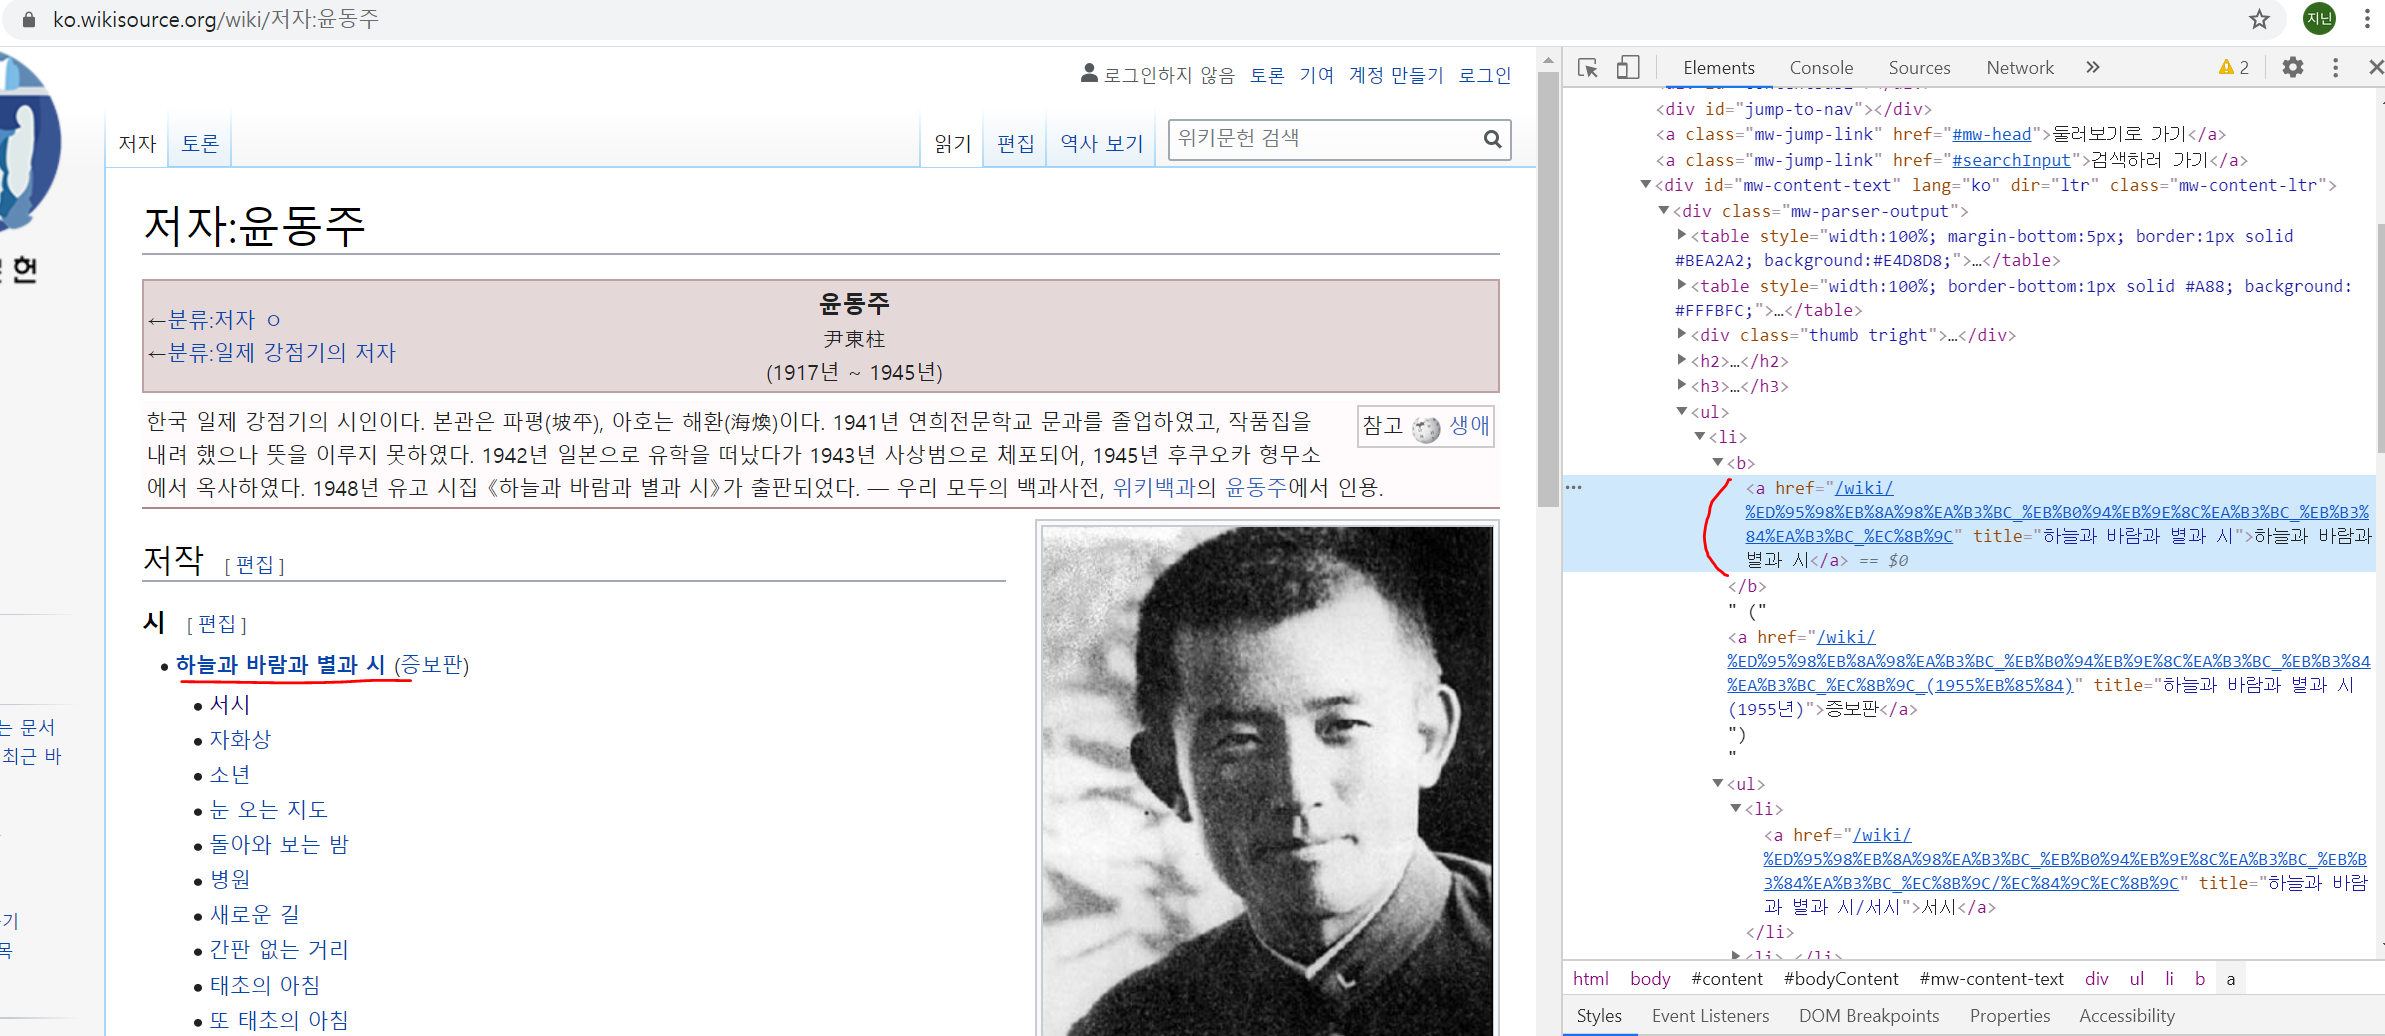 ko.wikisource.org/wiki/저자:윤동주
지닌
로그인하지 않음 토론 기여 계정 만들기 로그인
저자 토론 읽기 편집 역사 보기 위키문헌 검색
헌
저자:윤동주
←분류:저자 ㅇ
←분류:일제 강점기의 저자
윤동주
尹東柱
(1917년 ~ 1945년)
한국 일제 강점기의 시인이다. 본관은 파평(坡平), 아호는 해환(海煥)이다. 1941년 연희전문학교 문과를 졸업하였고, 작품집을
내려 했으나 뜻을 이루지 못하였다. 1942년 일본으로 유학을 떠났다가 1943년 사상범으로 체포되어, 1945년 후쿠오카 형무소
에서 옥사하였다. 1948년 유고 시집 《하늘과 바람과 별과 시》가 출판되었다. — 우리 모두의 백과사전, 위키백과의 윤동주에서 인용.
참고 생애
저작 [ 편집 ]
시 [ 편집 ]
• 하늘과 바람과 별과 시 (증보판)
• 서시
• 자화상
• 소년
• 눈 오는 지도
• 돌아와 보는 밤
• 병원
• 새로운 길
• 간판 없는 거리
• 태초의 아침
• 또 태초의 아침
는 문서
최근 바
기
목
Elements Console Sources Network » 2
<div id="jump-to-nav"></div>
<a class="mw-jump-link" href="#mw-head">둘러보기로 가기</a>
<a class="mw-jump-link" href="#searchInput">검색하러 가기</a>
<div id="mw-content-text" lang="ko" dir="ltr" class="mw-content-ltr">
<div class="mw-parser-output">
<table style="width:100%; margin-bottom:5px; border:1px solid
#BEA2A2; background:#E4D8D8;">…</table>
<table style="width:100%; border-bottom:1px solid #A88; background:
#FFFBFC;">…</table>
<div class="thumb tright">…</div>
<h2>…</h2>
<h3>…</h3>
<ul>
<li>
<b>
… <a href="/wiki/
%ED%95%98%EB%8A%98%EA%B3%BC_%EB%B0%94%EB%9E%8C%EA%B3%BC_%EB%B3%
84%EA%B3%BC_%EC%8B%9C" title="하늘과 바람과 별과 시">하늘과 바람과
별과 시</a> == $0
</b>
" ("
<a href="/wiki/
%ED%95%98%EB%8A%98%EA%B3%BC_%EB%B0%94%EB%9E%8C%EA%B3%BC_%EB%B3%84
%EA%B3%BC_%EC%8B%9C_(1955%EB%85%84)" title="하늘과 바람과 별과 시
(1955년)">증보판</a>
")
"
<ul>
<li>
<a href="/wiki/
%ED%95%98%EB%8A%98%EA%B3%BC_%EB%B0%94%EB%9E%8C%EA%B3%BC_%EB%B
3%84%EA%B3%BC_%EC%8B%9C/%EC%84%9C%EC%8B%9C" title="하늘과 바람
과 별과 시/서시">서시</a>
</li>
html body #content #bodyContent #mw-content-text div ul li b a
Styles Event Listeners DOM Breakpoints Properties Accessibility